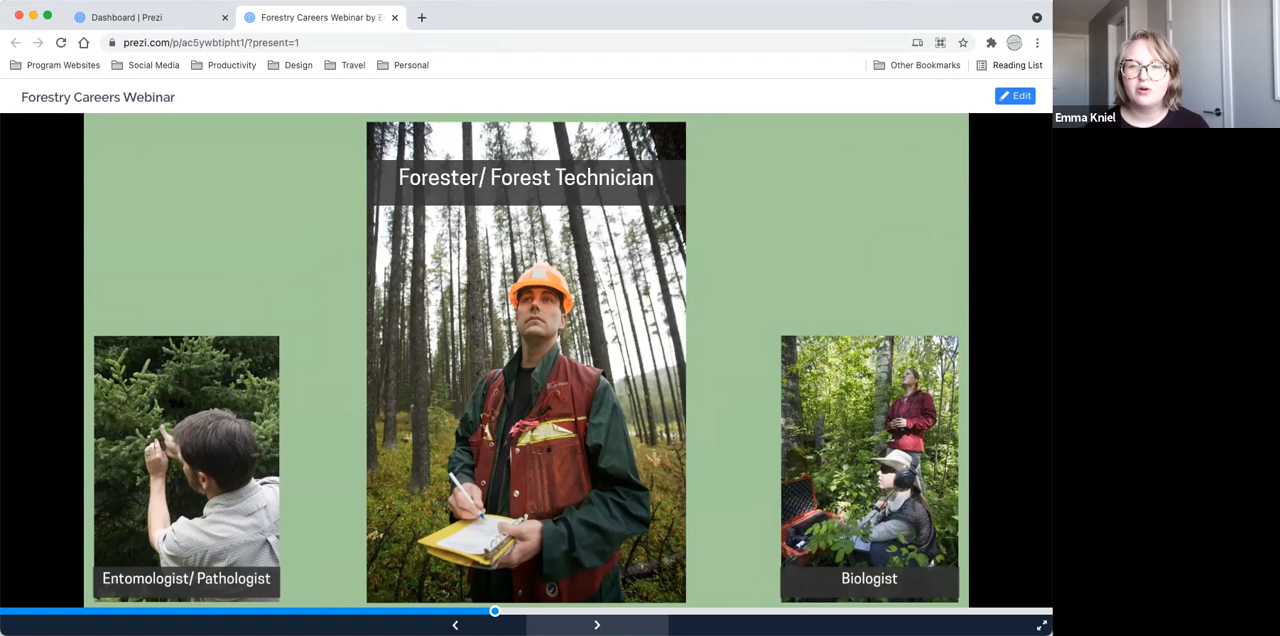 Dashboard | Prezi
Forestry Careers Webinar by E
prezi.com/p/ac5ywbtipht1/?present=1
Program Websites
Social Media
Productivity
Design
Travel
Personal
Other Bookmarks
Reading List
Forestry Careers Webinar
Edit
Emma Kniel
Forester/ Forest Technician
Entomologist/ Pathologist
Biologist